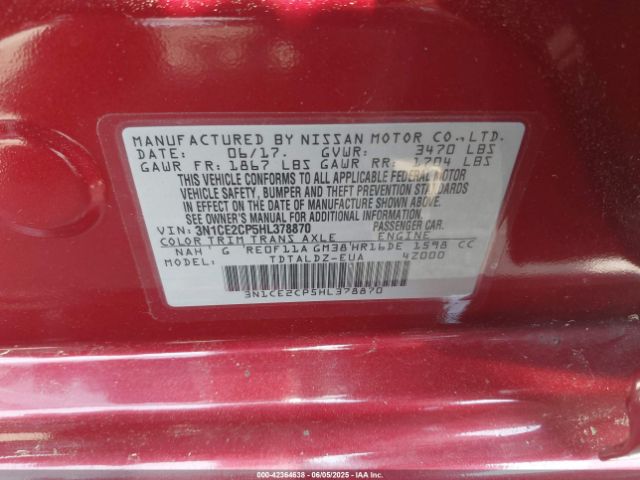 MANUFACTURED BY NISSAN MOTOR CO., LTD.
DATE: 06/17. GVWR: 3470 LBS
GAWR FR: 1867 LBS GAWR RR: 1704 LBS
THIS VEHICLE CONFORMS TO ALL APPLICABLE FEDERAL MOTOR
VEHICLE SAFETY, BUMPER AND THEFT PREVENTION STANDARDS
IN EFFECT ON THE DATE OF MANUFACTURE SHOWN ABOVE.
SEE OWNER'S MANUAL FOR ADDITIONAL INFORMATION.
VIN: 3N1CE2CP5HL378870 PASSENGER CAR.
COLOR TRIM TRANS AXLE ENGINE
NAH G RE0F11A GM38 HR16DE 1598 CC
TDTALDZ-EUA 4Z000
3N1CE2CP5HL378870
000-42364638 - 06/05/2025 - Copyright © IAA, Inc.